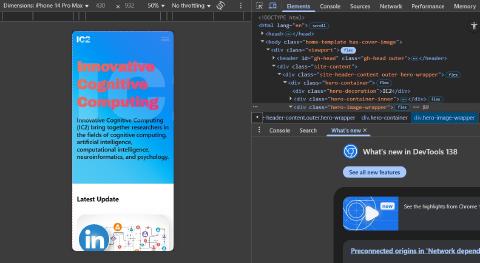 Dimensions: iPhone 14 Pro Max ▼ 430 × 932 50% ▼ No throttling ▼
Elements Console Sources Network Performance Memory
IC2
Innovative
Cognitive
Computing
Innovative Cognitive Computing
(IC2) bring together researchers in
the fields of cognitive computing,
artificial intelligence,
computational intelligence,
neuroinformatics, and psychology.
Latest Update
in
<!DOCTYPE html>
<html lang="en"> scroll
<head>⋯</head>
<body class="home-template has-cover-image">
<div class="viewport"> flex
<header id="gh-head" class="gh-head outer">⋯</header>
<div class="site-content">
<div class="site-header-content outer hero-wrapper"> flex
<div class="hero-container">
<div class="hero-decoration">IC2</div>
<div class="hero-container-inner">⋯</div>
<div class="hero-image-wrapper"> flex == $0
-header-content.outer.hero-wrapper div.hero-container div.hero-image-wrapper
Console Search What's new ×
What's new in DevTools 138
See all new features
new
See the highlights from Chrome
Preconnected origins in 'Network depend